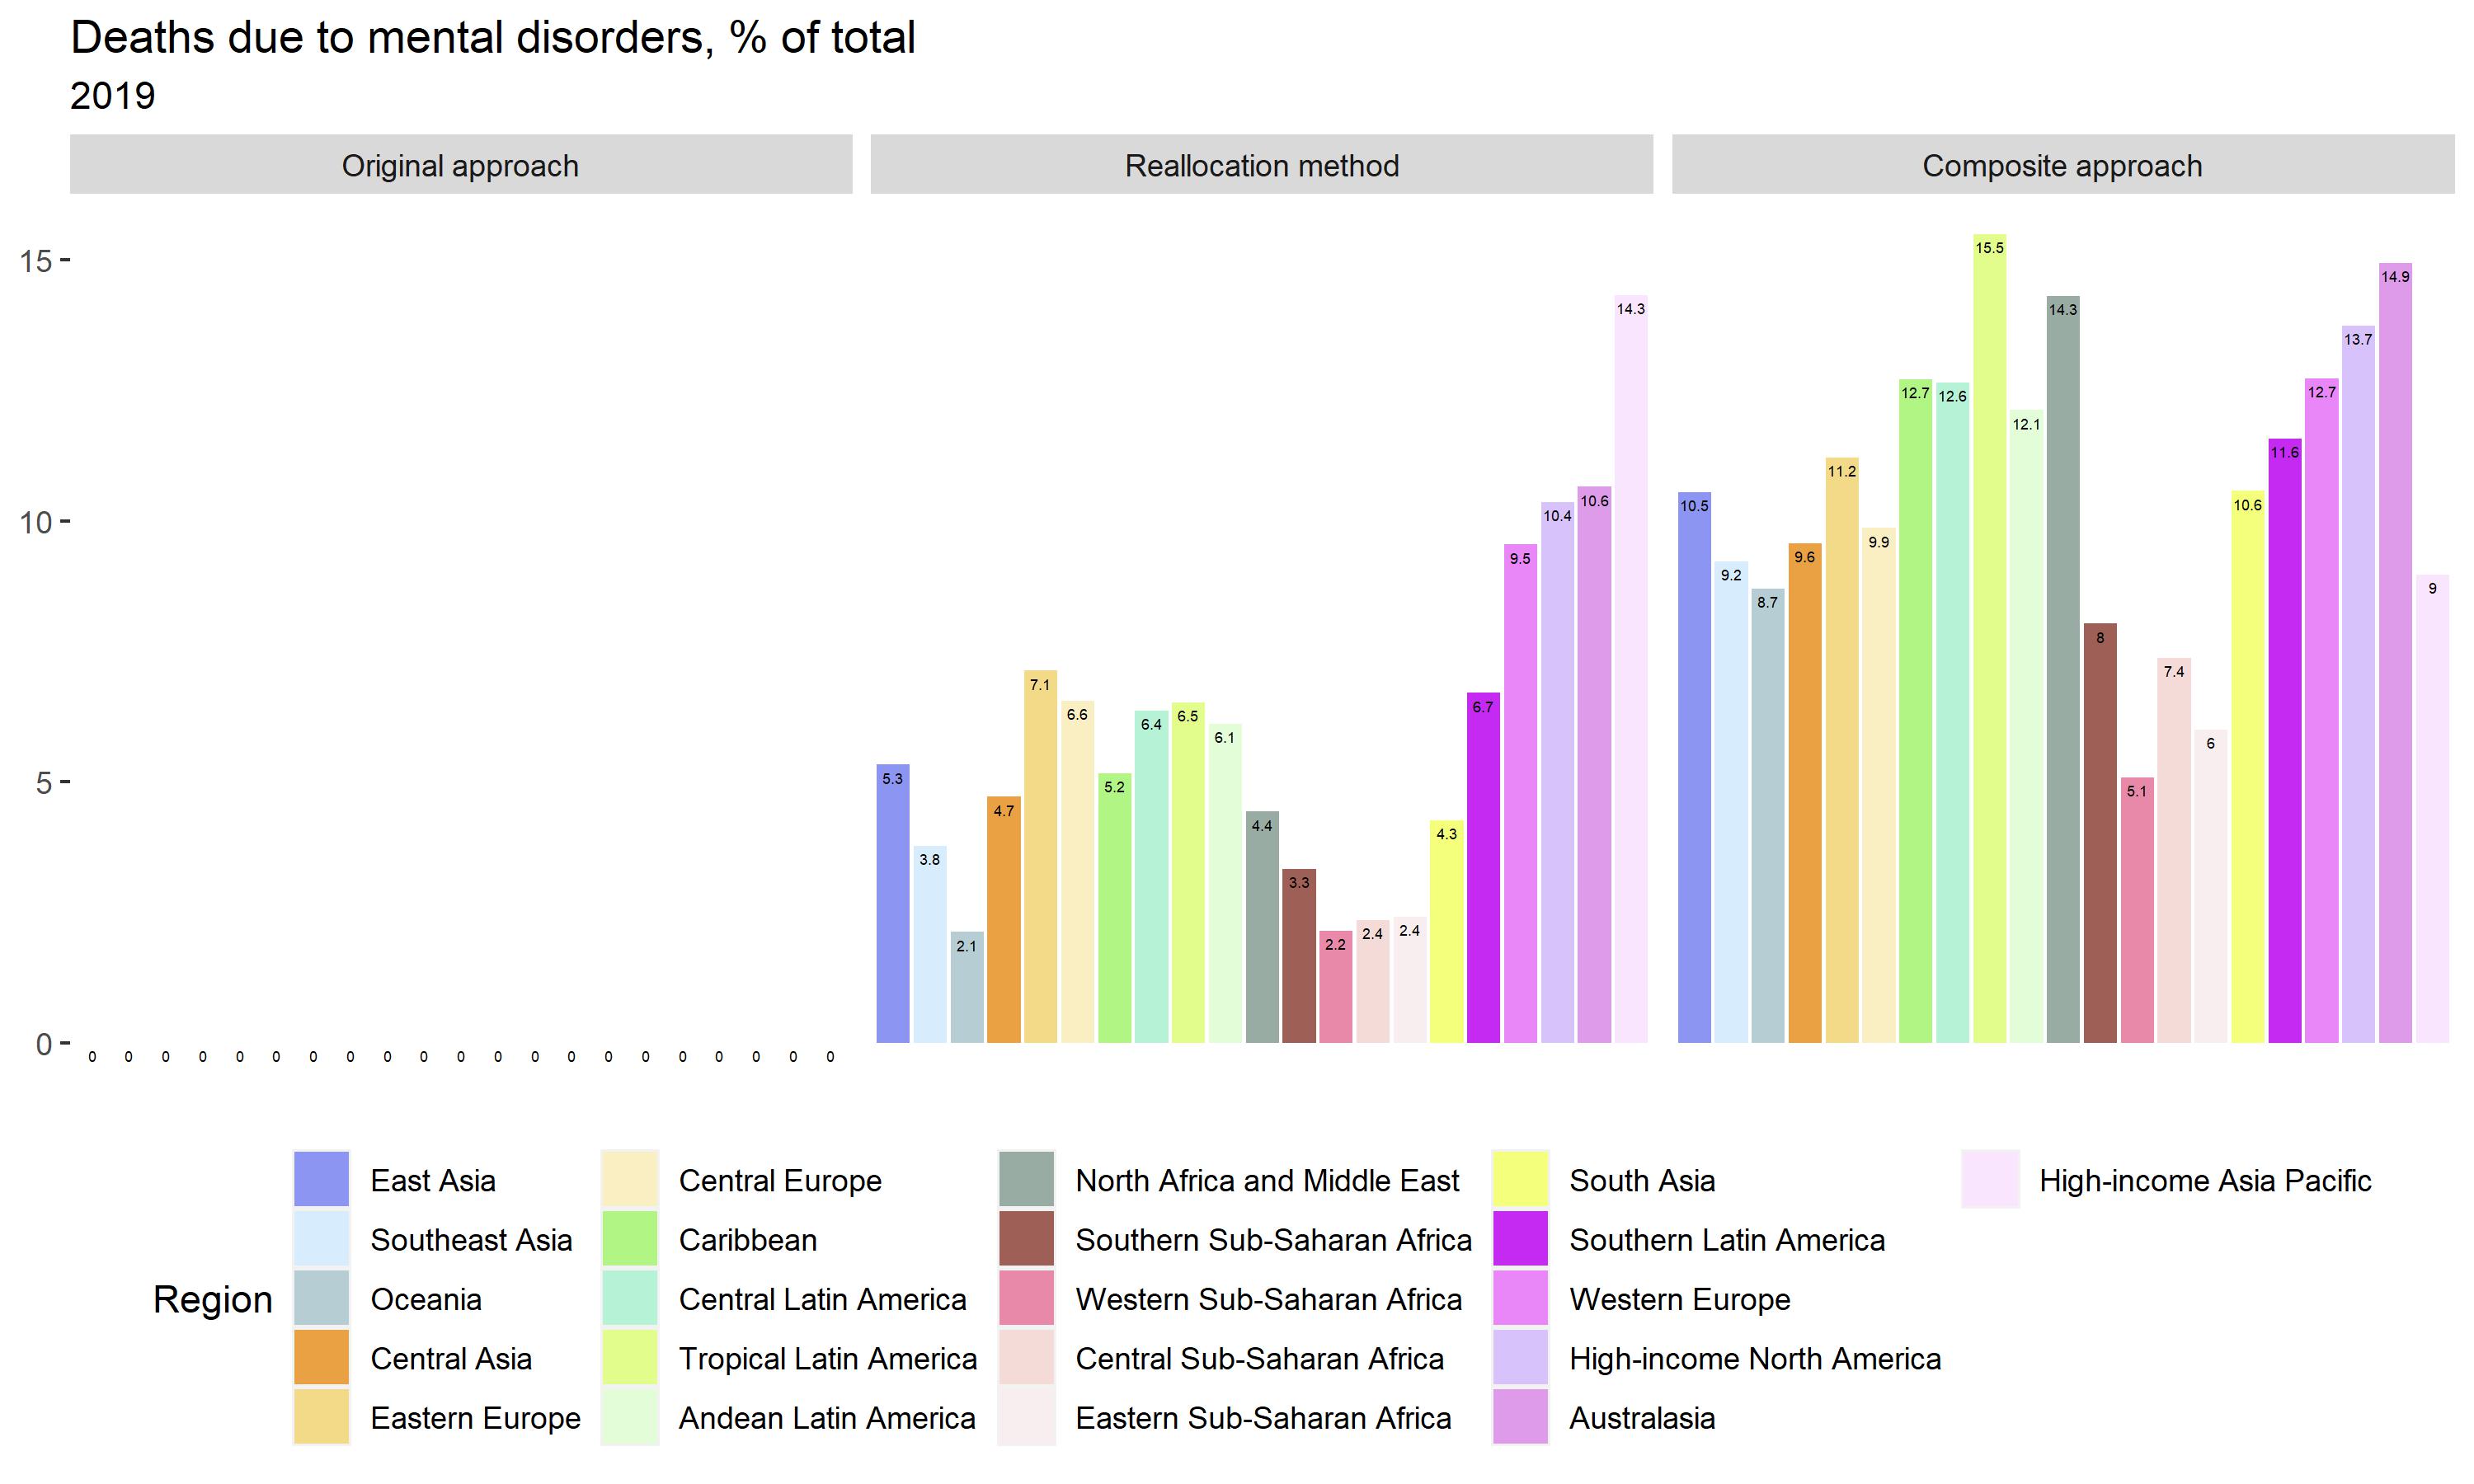 Deaths due to mental disorders, % of total
2019
Original approach Reallocation method Composite approach
15
10
5
0
0 0 0 0 0 0 0 0 0 0 0 0 0 0 0 0 0 0 0 0 0
5.3 3.8 2.1 4.7 7.1 6.6 5.2 6.4 6.5 6.1 4.4 3.3 2.2 2.4 2.4 4.3 6.7 9.5 10.4 10.6 14.3
10.5 9.2 8.7 9.6 11.2 9.9 12.7 12.6 15.5 12.1 14.3 8 5.1 7.4 6 10.6 11.6 12.7 13.7 14.9 9
Region
East Asia
Southeast Asia
Oceania
Central Asia
Eastern Europe
Central Europe
Caribbean
Central Latin America
Tropical Latin America
Andean Latin America
North Africa and Middle East
Southern Sub-Saharan Africa
Western Sub-Saharan Africa
Central Sub-Saharan Africa
Eastern Sub-Saharan Africa
South Asia
Southern Latin America
Western Europe
High-income North America
Australasia
High-income Asia Pacific